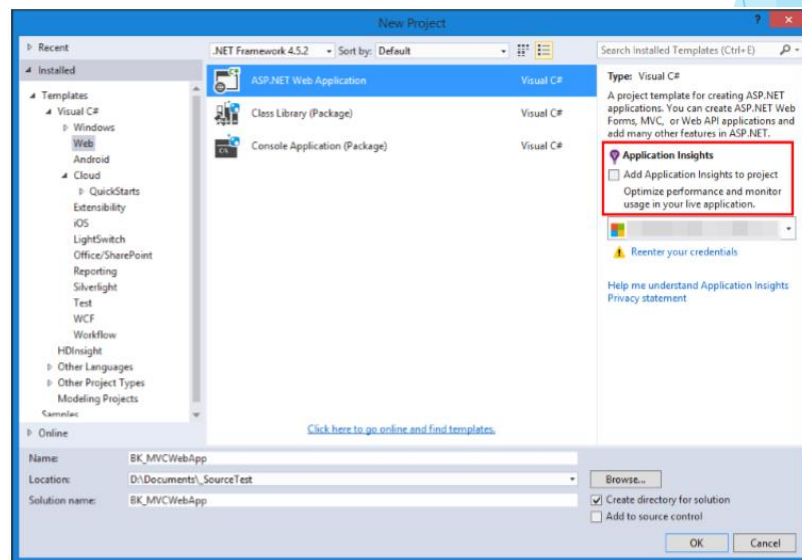 New Project
? ×
Recent
.NET Framework 4.5.2
Sort by: Default
Search Installed Templates (Ctrl+E)
Installed
Templates
Visual C#
Windows
Web
Android
Cloud
QuickStarts
Extensibility
iOS
LightSwitch
Office/SharePoint
Reporting
Silverlight
Test
WCF
Workflow
HDInsight
Other Languages
Other Project Types
Modeling Projects
Samples
Online
ASP.NET Web Application Visual C#
Class Library (Package) Visual C#
Console Application (Package) Visual C#
Click here to go online and find templates.
Type: Visual C#
A project template for creating ASP.NET
applications. You can create ASP.NET Web
Forms, MVC, or Web API applications and
add many other features in ASP.NET.
Application Insights
Add Application Insights to project
Optimize performance and monitor
usage in your live application.
Reenter your credentials
Help me understand Application Insights
Privacy statement
Name: BK_MVCWebApp
Location: D:\Documents\_SourceTest
Browse...
Solution name: BK_MVCWebApp
Create directory for solution
Add to source control
OK Cancel